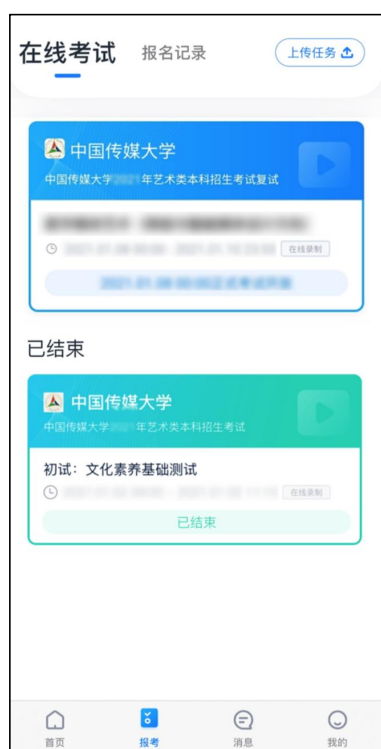 在线考试 报名记录 上传任务
中国传媒大学
中国传媒大学 年艺术类本科招生考试复试
在线录制
已结束
中国传媒大学
中国传媒大学 年艺术类本科招生考试
初试：文化素养基础测试
在线录制
已结束
首页 报考 消息 我的